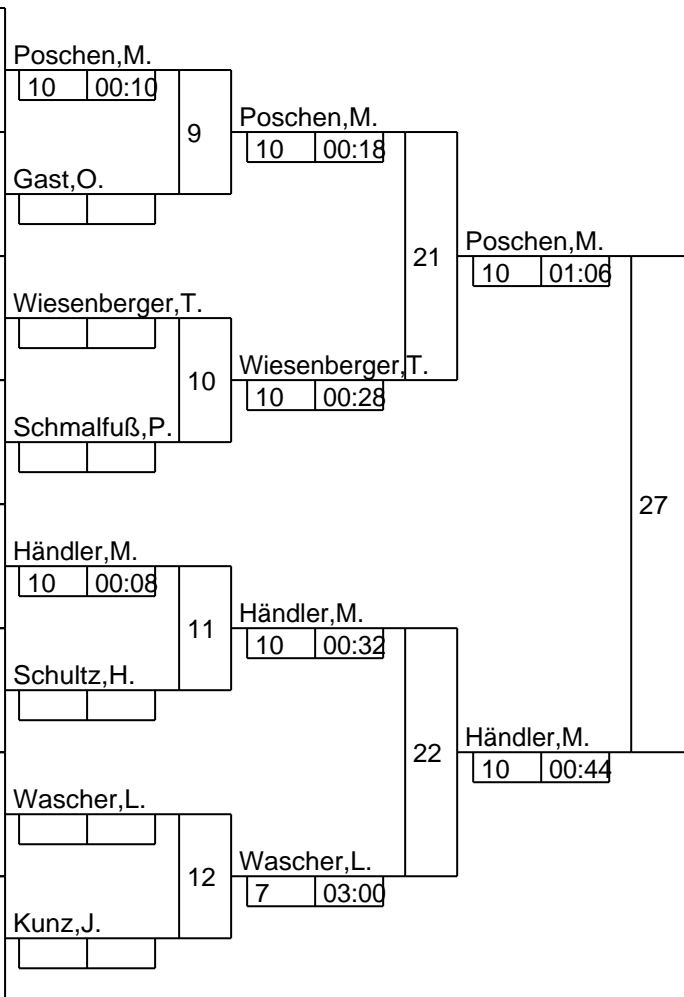 Poschen,M.
10 00:10
9
Gast,O.
Wiesenberger,T.
10
Schmalfuß,P.
Händler,M.
10 00:08
11
Schultz,H.
Wascher,L.
12
Kunz,J.
Poschen,M.
10 00:18
21
Wiesenberger,T.
10 00:28
Händler,M.
10 00:32
22
Wascher,L.
7 03:00
Poschen,M.
10 01:06
27
Händler,M.
10 00:44